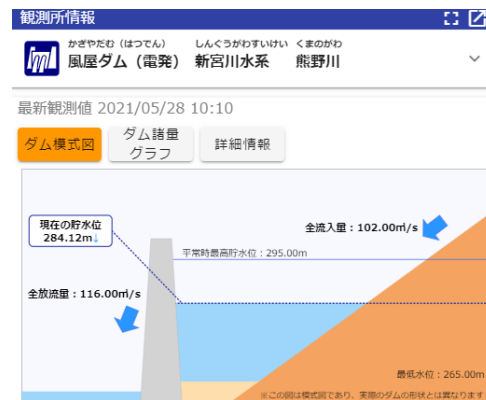 観測所情報
かざやだむ（はつでん） しんぐうがわすいけい くまのがわ
風屋ダム（電発） 新宮川水系 熊野川
最新観測値 2021/05/28 10:10
ダム模式図
ダム諸量
グラフ
詳細情報
現在の貯水位
284.12m↓
全流入量：102.00㎥/s
平常時最高貯水位：295.00m
全放流量：116.00㎥/s
最低水位：265.00m
※この図は模式図であり、実際のダムの形状とは異なります